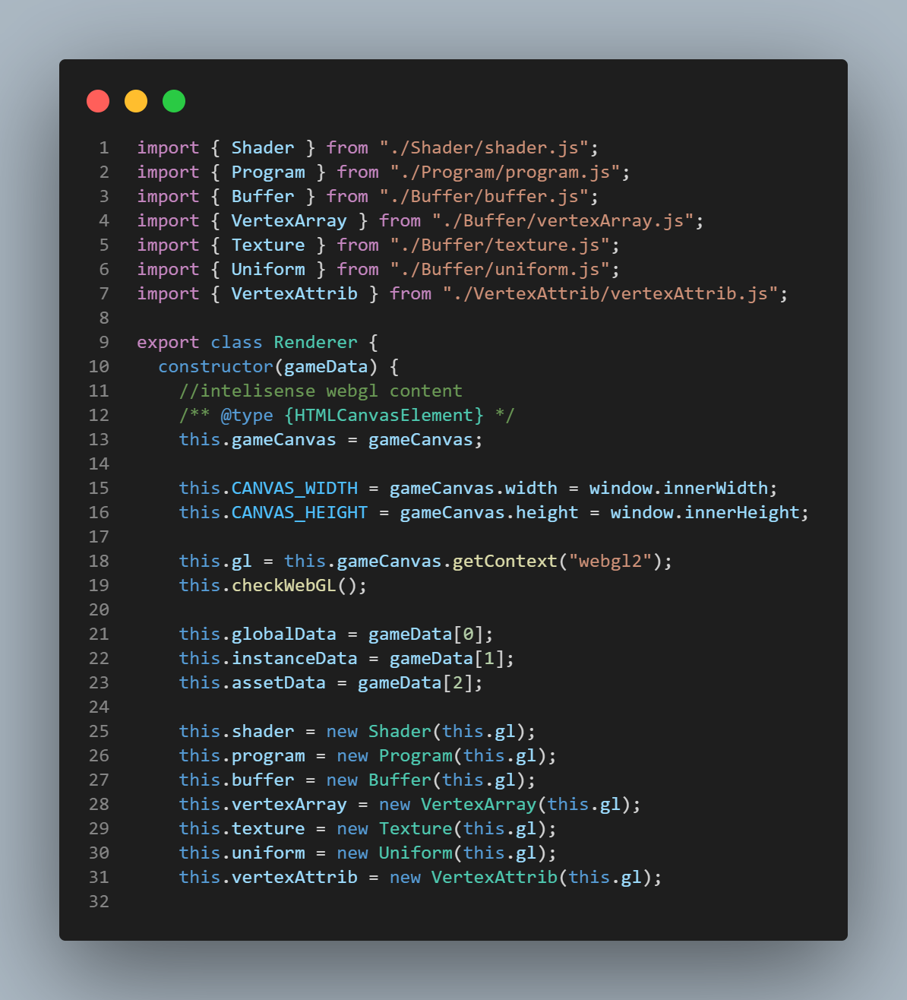 1 import { Shader } from "./Shader/shader.js";
2 import { Program } from "./Program/program.js";
3 import { Buffer } from "./Buffer/buffer.js";
4 import { VertexArray } from "./Buffer/vertexArray.js";
5 import { Texture } from "./Buffer/texture.js";
6 import { Uniform } from "./Buffer/uniform.js";
7 import { VertexAttrib } from "./VertexAttrib/vertexAttrib.js";
8
9 export class Renderer {
10   constructor(gameData) {
11     //intelisense webgl content
12     /** @type {HTMLCanvasElement} */
13     this.gameCanvas = gameCanvas;
14
15     this.CANVAS_WIDTH = gameCanvas.width = window.innerWidth;
16     this.CANVAS_HEIGHT = gameCanvas.height = window.innerHeight;
17
18     this.gl = this.gameCanvas.getContext("webgl2");
19     this.checkWebGL();
20
21     this.globalData = gameData[0];
22     this.instanceData = gameData[1];
23     this.assetData = gameData[2];
24
25     this.shader = new Shader(this.gl);
26     this.program = new Program(this.gl);
27     this.buffer = new Buffer(this.gl);
28     this.vertexArray = new VertexArray(this.gl);
29     this.texture = new Texture(this.gl);
30     this.uniform = new Uniform(this.gl);
31     this.vertexAttrib = new VertexAttrib(this.gl);
32